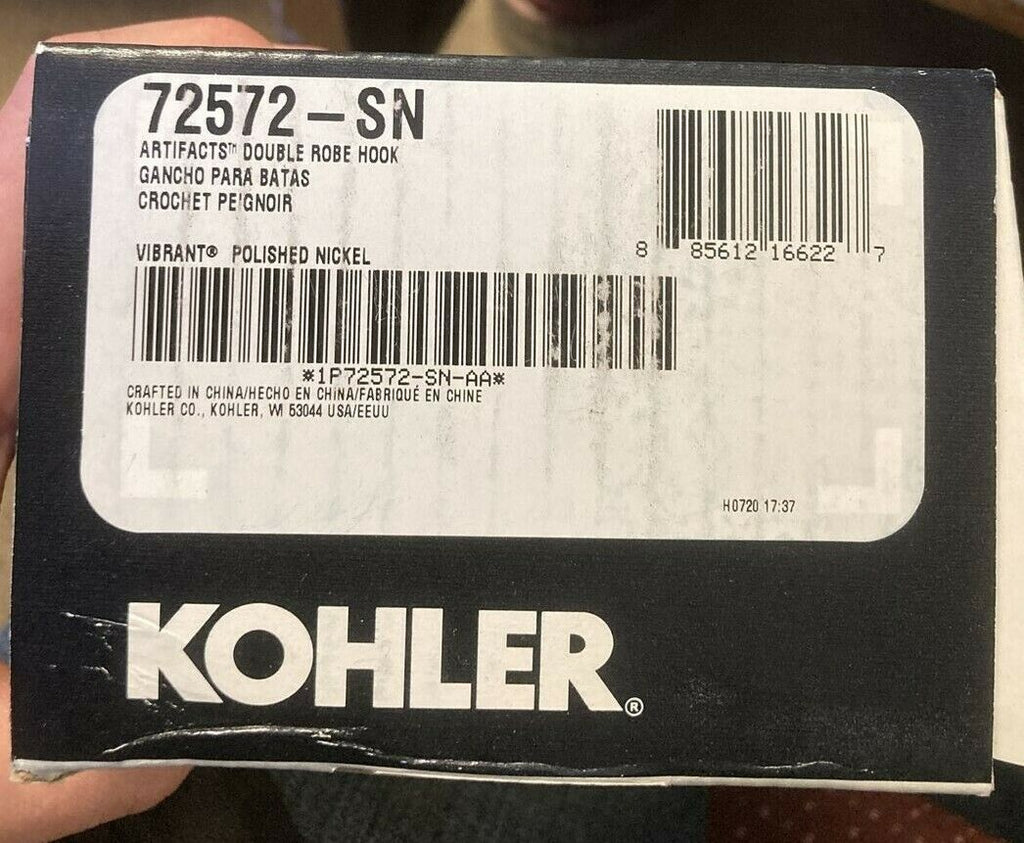 72572-SN
ARTIFACTS™ DOUBLE ROBE HOOK
GANCHO PARA BATAS
CROCHET PE'GNOIR
VIBRANT® POLISHED NICKEL
8 85612 16622 7
*1P72572-SN-AA*
CRAFTED IN CHINA/HECHO EN CHINA/FABRIQUÉ EN CHINE
KOHLER CO., KOHLER, WI 53044 USA/EEUU
H0720 17:37
KOHLER®